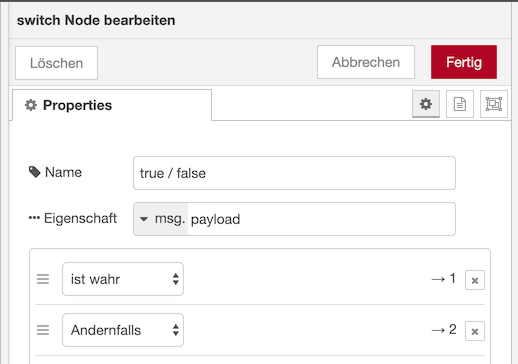 switch Node bearbeiten
Löschen Abbrechen Fertig
Properties
Name true / false
Eigenschaft msg. payload
ist wahr → 1 x
Andernfalls → 2 x